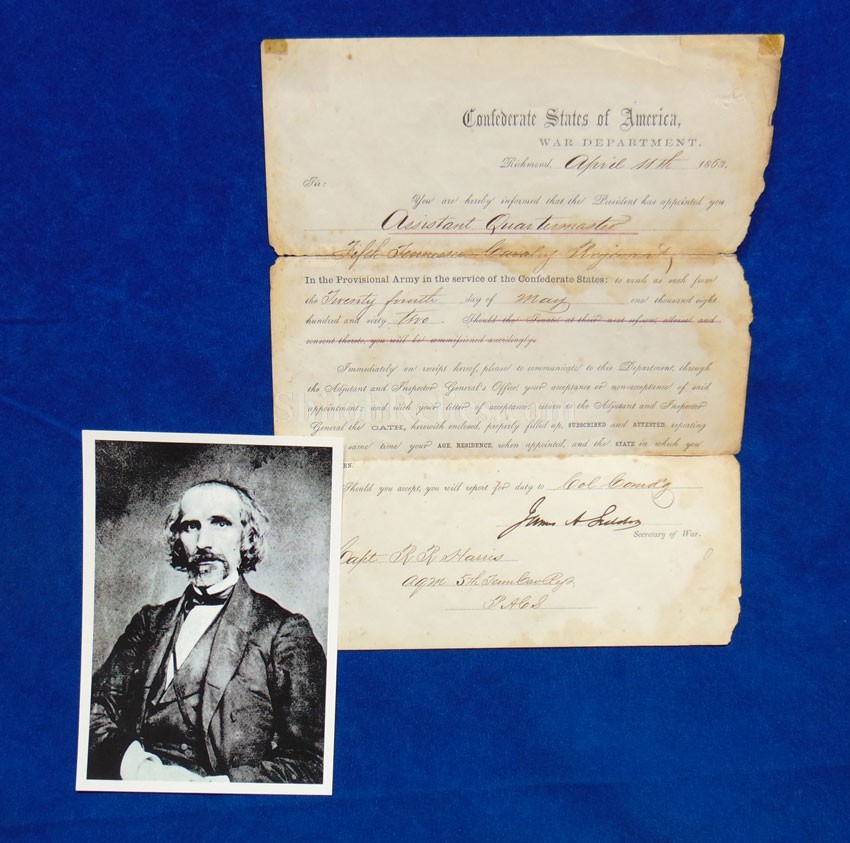 Confederate States of America,
WAR DEPARTMENT,
Richmond, April 11th 1863.
Sir:
You are hereby informed that the President has appointed you
Assistant Quartermaster
Fifth Tennessee Cavalry Regiment,
In the Provisional Army in the service of the Confederate States: to rank as such from
the Twenty fourth day of May one thousand eight
hundred and sixty two. Should the Senate at their next session advise and
consent thereto, you will be commissioned accordingly.
Immediately on receipt hereof, please to communicate to this Department, through
the Adjutant and Inspector General's Office, your acceptance or non-acceptance of said
appointment; and with your letter of acceptance, return to the Adjutant and Inspector
General the OATH, herewith enclosed, properly filled up, SUBSCRIBED and ATTESTED, reporting
same time your AGE, RESIDENCE, when appointed, and the STATE in which you
RN.
Should you accept, you will report for duty to Col Comd'g
James A Seddon
Secretary of War.
Capt. R R Harris
AQM 5th Tenn Cav Regt
P.A.C.S.